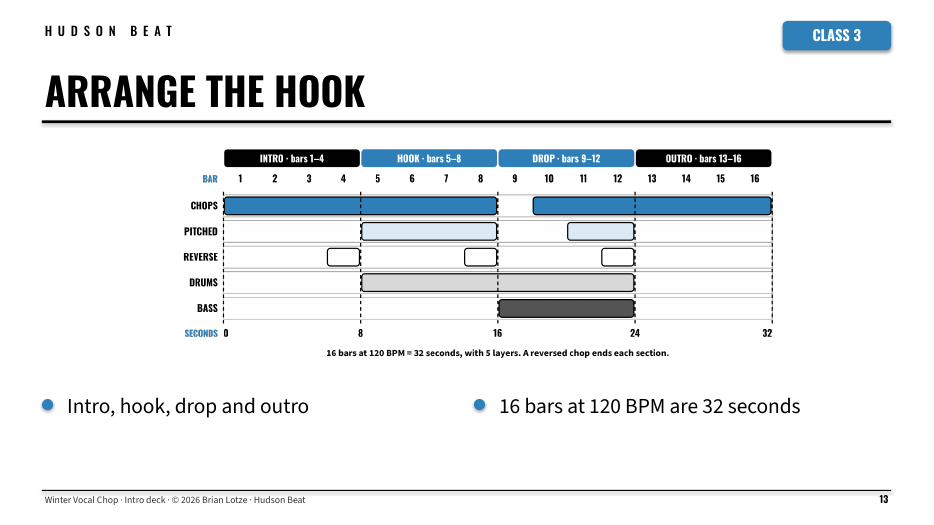 HUDSON BEAT
CLASS 3
ARRANGE THE HOOK
INTRO · bars 1–4 HOOK · bars 5–8 DROP · bars 9–12 OUTRO · bars 13–16
BAR 1 2 3 4 5 6 7 8 9 10 11 12 13 14 15 16
CHOPS
PITCHED
REVERSE
DRUMS
BASS
SECONDS 0 8 16 24 32
16 bars at 120 BPM = 32 seconds, with 5 layers. A reversed chop ends each section.
Intro, hook, drop and outro
16 bars at 120 BPM are 32 seconds
Winter Vocal Chop · Intro deck · © 2026 Brian Lotze · Hudson Beat
13